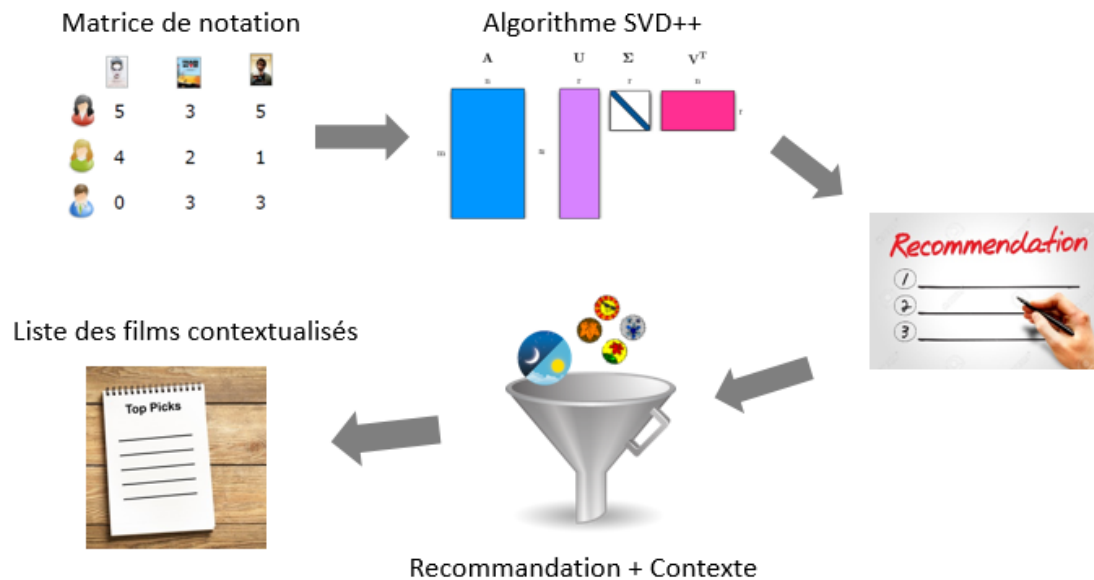 Matrice de notation
5 3 5
4 2 1
0 3 3
Algorithme SVD++
A U Σ V^T
n r r n
m n r
Recommendation
1
2
3
Recommandation + Contexte
Liste des films contextualisés
Top Picks